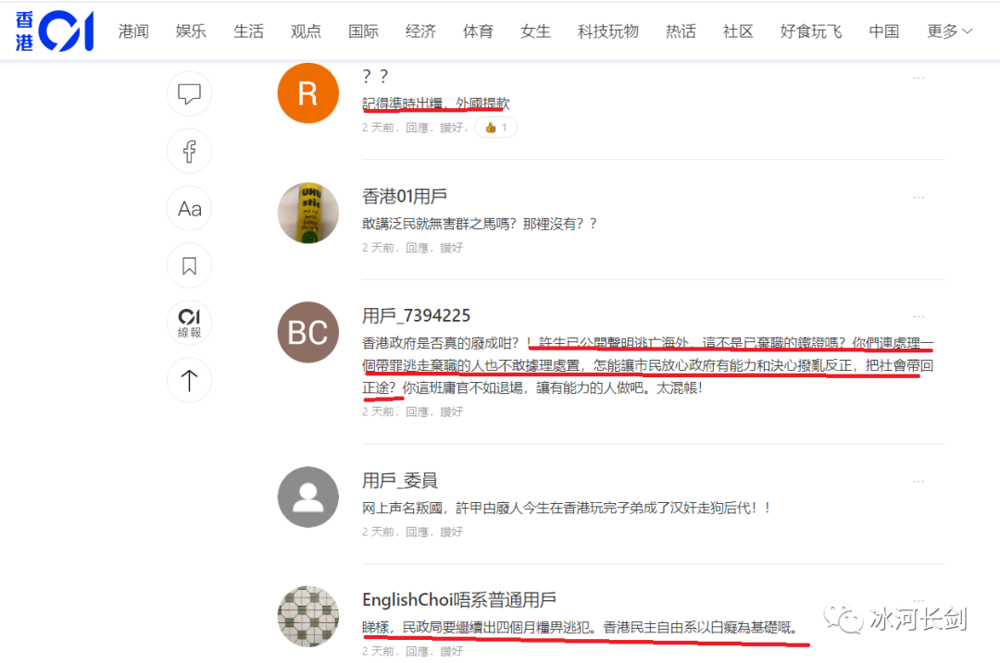 香港01 港闻 娱乐 生活 观点 国际 经济 体育 女生 科技玩物 热话 社区 好食玩飞 中国 更多
R
？？
記得準時出糧，外國提款
2 天前．回應．讚好．👍 1
香港01用戶
敢講泛民就無害群之馬嗎？那裡沒有？？
2 天前．回應．讚好
BC
用戶_7394225
香港政府是否真的廢成咁？！許生已公開聲明逃亡海外，這不是已棄職的鐵證嗎？你們連處理一
個帶罪逃走棄職的人也不敢據理處置，怎能讓市民放心政府有能力和決心撥亂反正，把社會帶回
正途？你這班庸官不如退場，讓有能力的人做吧。太混帳！
2 天前．回應．讚好
用戶_委員
网上声名叛國，許甲由廢人今生在香港玩完子弟成了汉奸走狗后代！！
2 天前．回應．讚好
EnglishChoi唔系普通用戶
睇樣，民政局要繼續出四個月糧畀逃犯。香港民主自由系以白癡為基礎嘅。
2 天前．回應．讚好
Aa
01
線報
UHU
stic
冰河长剑